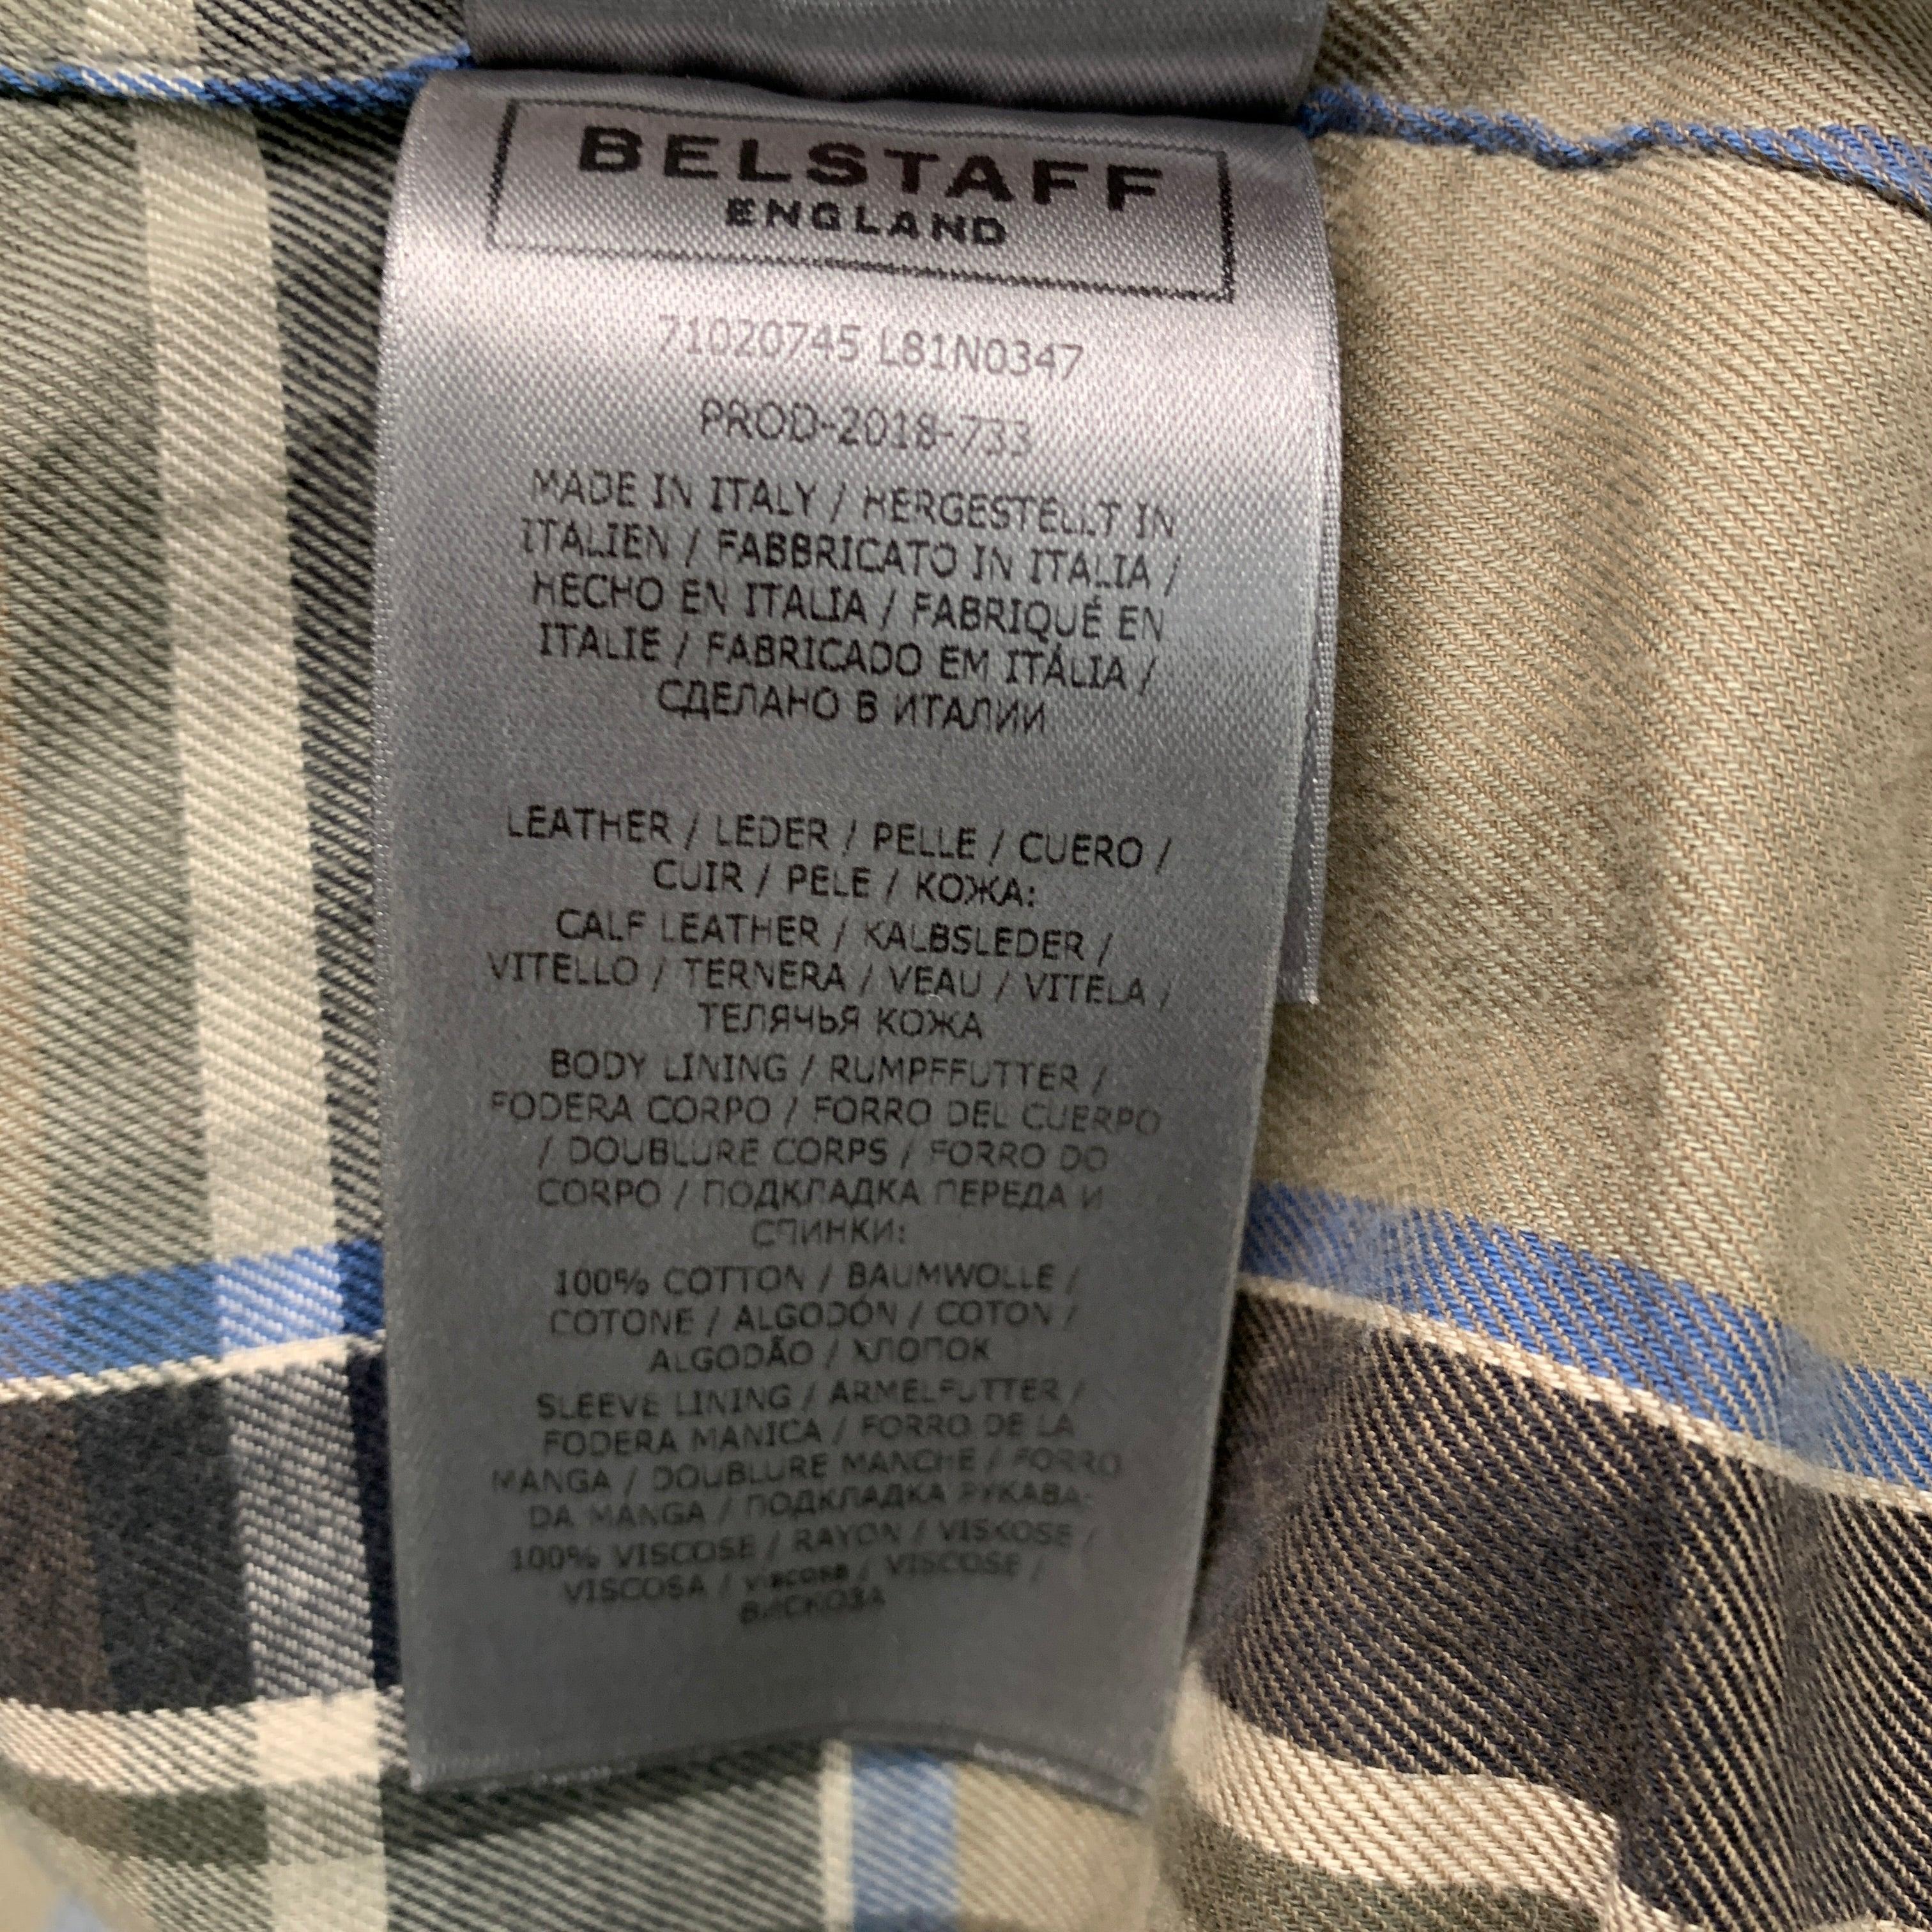 BELSTAFF
ENGLAND
71020745 L81N0347
PROD-2018-733
MADE IN ITALY / HERGESTELLT IN
ITALIEN / FABBRICATO IN ITALIA /
HECHO EN ITALIA / FABRIQUÉ EN
ITALIE / FABRICADO EM ITÁLIA /
СДЕЛАНО В ИТАЛИИ
LEATHER / LEDER / PELLE / CUERO /
CUIR / PELE / КОЖА:
CALF LEATHER / KALBSLEDER /
VITELLO / TERNERA / VEAU / VITELA /
ТЕЛЯЧЬЯ КОЖА
BODY LINING / RUMPFFUTTER /
FODERA CORPO / FORRO DEL CUERPO
/ DOUBLURE CORPS / FORRO DO
CORPO / ПОДКЛАДКА ПЕРЕДА И
СПИНКИ:
100% COTTON / BAUMWOLLE /
COTONE / ALGODÓN / COTON /
ALGODÃO / ХЛОПОК
SLEEVE LINING / ÄRMELFUTTER /
FODERA MANICA / FORRO DE LA
MANGA / DOUBLURE MANCHE / FORRO
DA MANGA / ПОДКЛАДКА РУКАВА:
100% VISCOSE / RAYON / VISKOSE /
VISCOSA / VISCOSA / VISCOSE /
ВИСКОЗА